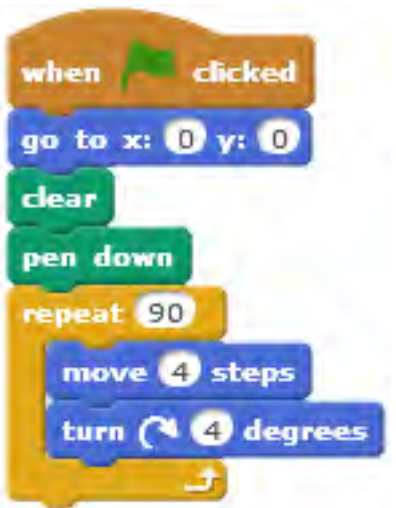 when clicked
go to x: 0 y: 0
clear
pen down
repeat 90
move 4 steps
turn 4 degrees